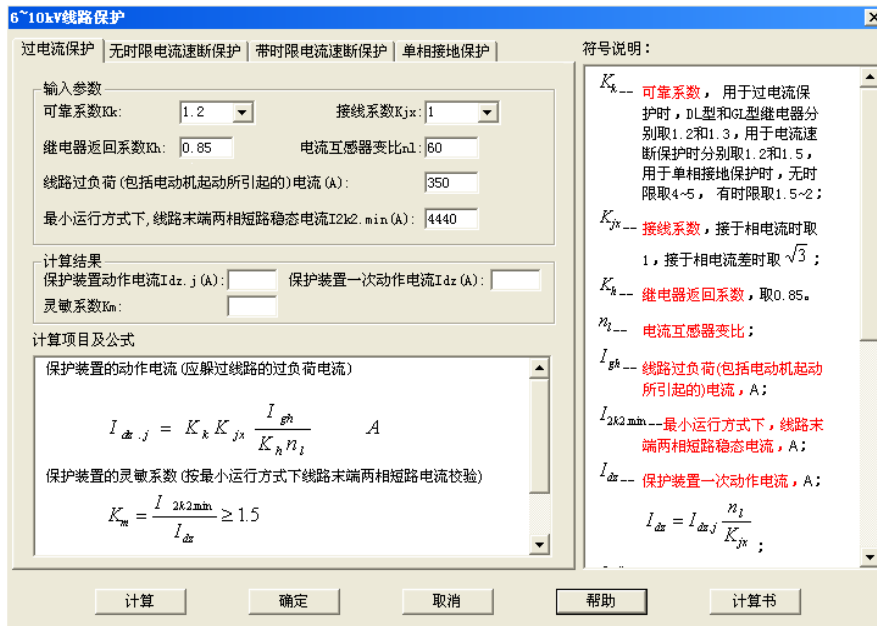 6~10kV线路保护
过电流保护 无时限电流速断保护 带时限电流速断保护 单相接地保护
输入参数
可靠系数Kk: 1.2 接线系数Kjx: 1
继电器返回系数Kh: 0.85 电流互感器变比nl: 60
线路过负荷(包括电动机起动所引起的)电流(A): 350
最小运行方式下,线路末端两相短路稳态电流I2k2.min(A): 4440
计算结果
保护装置动作电流Idz.j(A): 保护装置一次动作电流Idz(A):
灵敏系数Km:
计算项目及公式
保护装置的动作电流(应躲过线路的过负荷电流)
I dz.j = K k K jx I gh / K h n l A
保护装置的灵敏系数(按最小运行方式下线路末端两相短路电流校验)
K m = I 2k2min / I dz ≥ 1.5
计算 确定 取消 帮助 计算书
符号说明:
Kk-- 可靠系数, 用于过电流保
护时,DL型和GL型继电器分
别取1.2和1.3,用于电流速
断保护时分别取1.2和1.5,
用于单相接地保护时,无时
限取4~5, 有时限取1.5~2;
Kjx-- 接线系数,接于相电流时取
1,接于相电流差时取√3;
Kh-- 继电器返回系数,取0.85。
nl-- 电流互感器变比;
Igh-- 线路过负荷(包括电动机起动
所引起的)电流,A;
I2k2min--最小运行方式下,线路末
端两相短路稳态电流,A;
Idz-- 保护装置一次动作电流,A;
Idz = Idz.j nl / Kjx ;